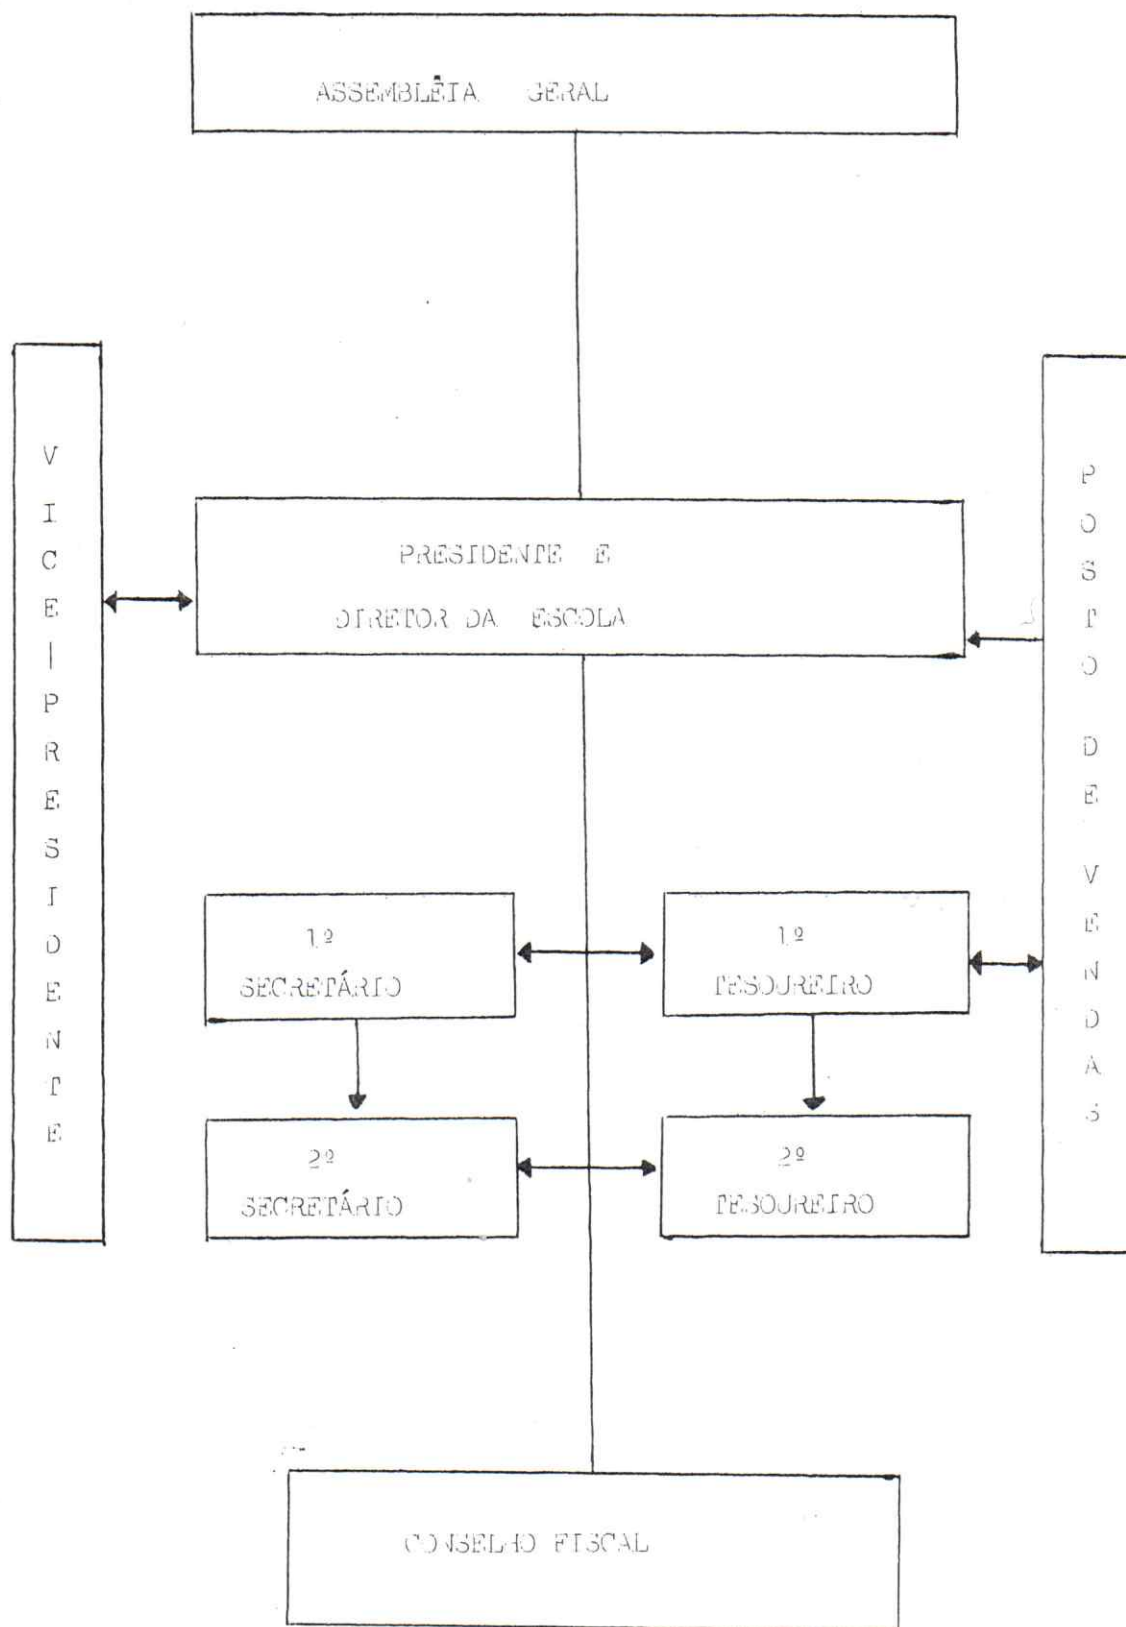 ASSEMBLÉIA GERAL
VICE|PRESIDENTE
PRESIDENTE E
DIRETOR DA ESCOLA
POSTO DE VENDAS
1º
SECRETÁRIO
1º
TESOUREIRO
2º
SECRETÁRIO
2º
TESOUREIRO
CONSELHO FISCAL